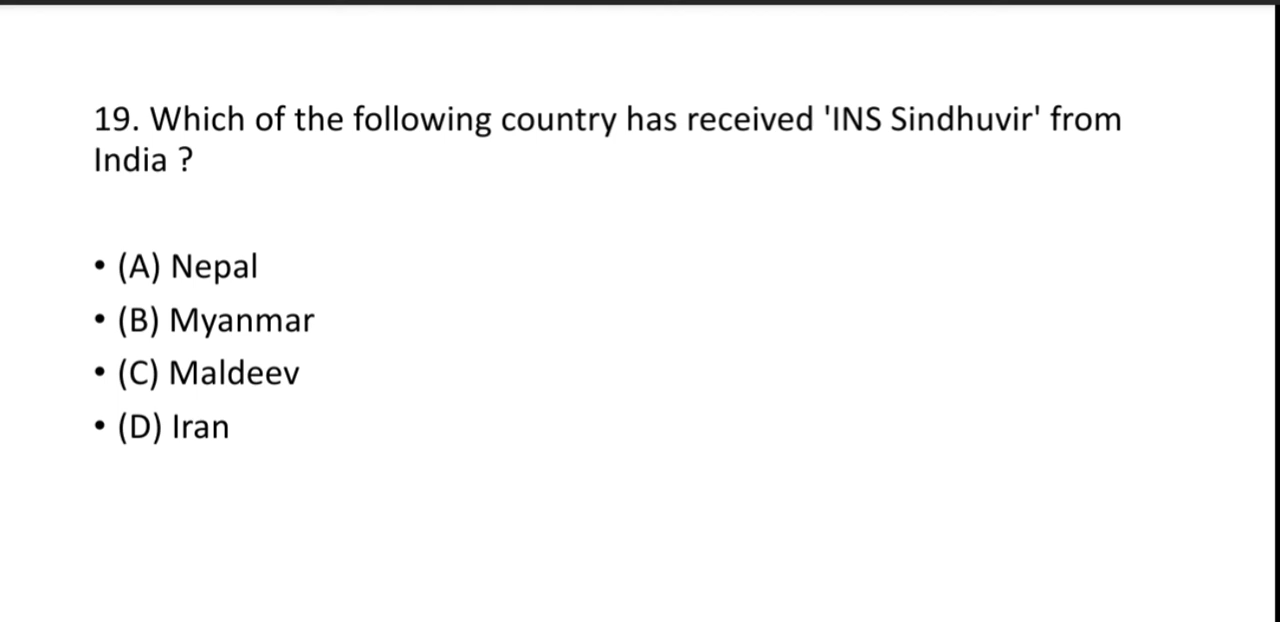 19. Which of the following country has received 'INS Sindhuvir' from
India ?
• (A) Nepal
• (B) Myanmar
• (C) Maldeev
• (D) Iran